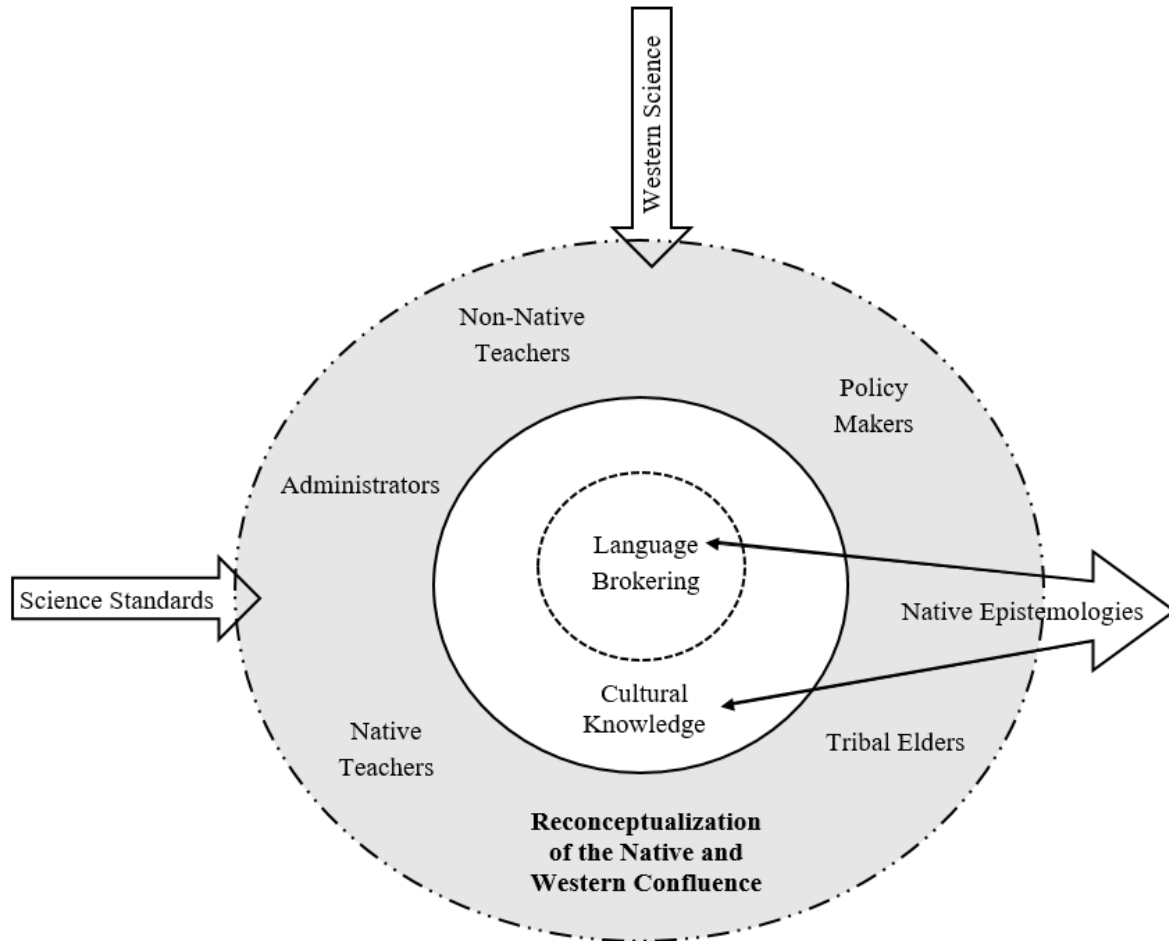 Western Science
Non-Native
Teachers
Policy
Makers
Administrators
Language
Brokering
Science Standards
Native Epistemologies
Cultural
Knowledge
Native
Teachers
Tribal Elders
Reconceptualization
of the Native and
Western Confluence